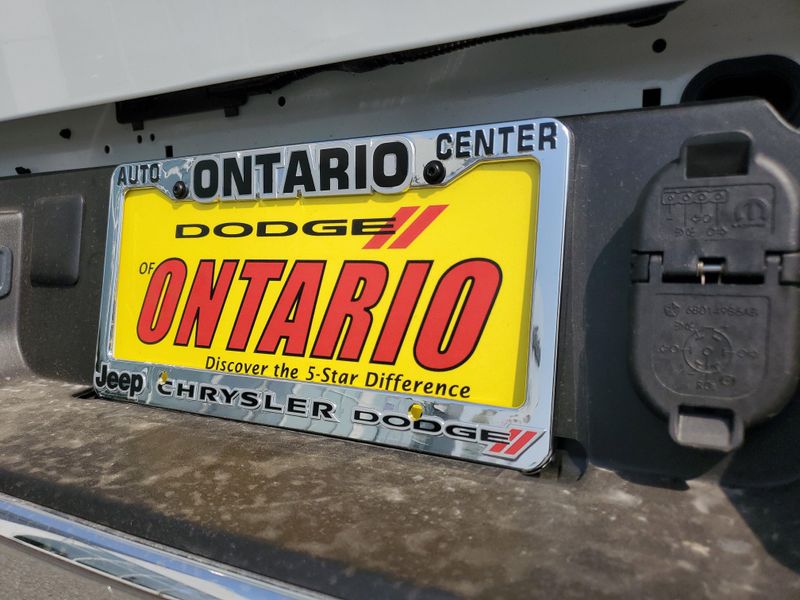 AUTO ONTARIO CENTER
DODGE
OF
ONTARIO
Discover the 5-Star Difference
Jeep CHRYSLER DODGE